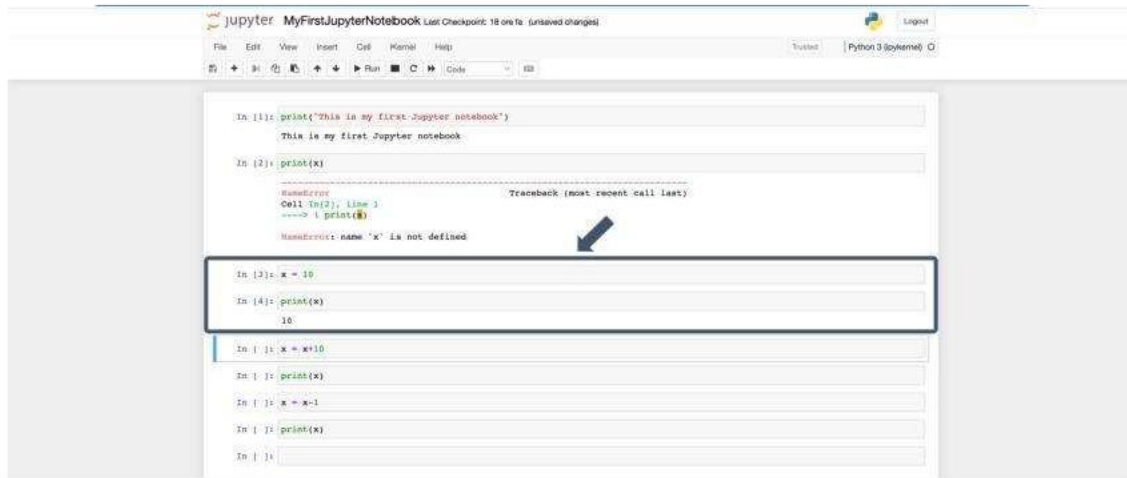 jupyter MyFirstJupyterNotebook Last Checkpoint: 18 ore fa (unsaved changes) Logout
File Edit View Insert Cell Kernel Help Trusted Python 3 (ipykernel)
Run Code
In [1]: print("This is my first Jupyter notebook")
This is my first Jupyter notebook
In [2]: print(x)
NameError Traceback (most recent call last)
Cell In[2], line 1
----> 1 print(x)
NameError: name 'x' is not defined
In [3]: x = 10
In [4]: print(x)
10
In [ ]: x = x+10
In [ ]: print(x)
In [ ]: x = x-1
In [ ]: print(x)
In [ ]: